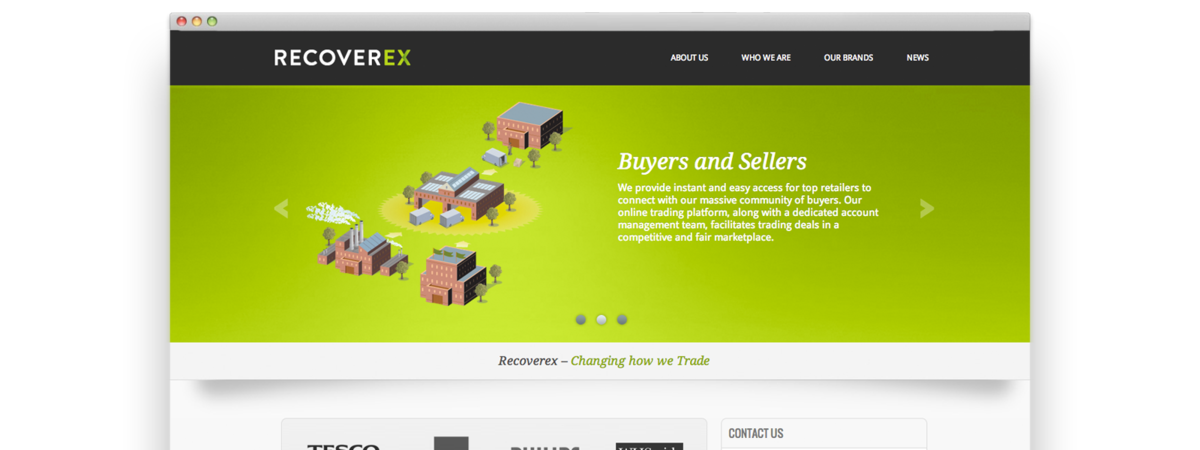 RECOVEREX
ABOUT US
WHO WE ARE
OUR BRANDS
NEWS
Buyers and Sellers
We provide instant and easy access for top retailers to
connect with our massive community of buyers. Our
online trading platform, along with a dedicated account
management team, facilitates trading deals in a
competitive and fair marketplace.
Recoverex – Changing how we Trade
TESCO
CONTACT US